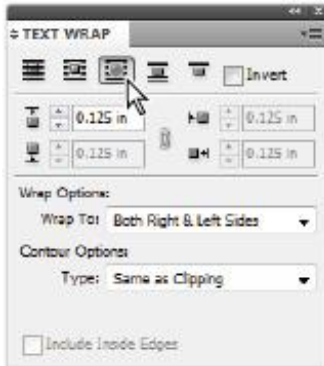 TEXT WRAP
Invert
0.125 in
0.125 in
0.125 in
0.125 in
Wrap Options:
Wrap To: Both Right & Left Sides
Contour Options:
Type: Same as Clipping
Include Inside Edges